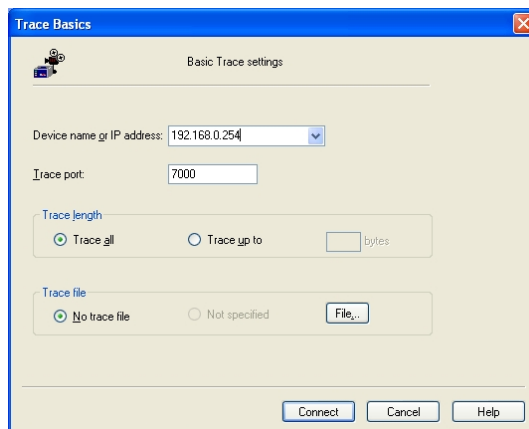 Trace Basics
Basic Trace settings
Device name or IP address: 192.168.0.254
Trace port: 7000
Trace length
Trace all Trace up to bytes
Trace file
No trace file Not specified File...
Connect Cancel Help